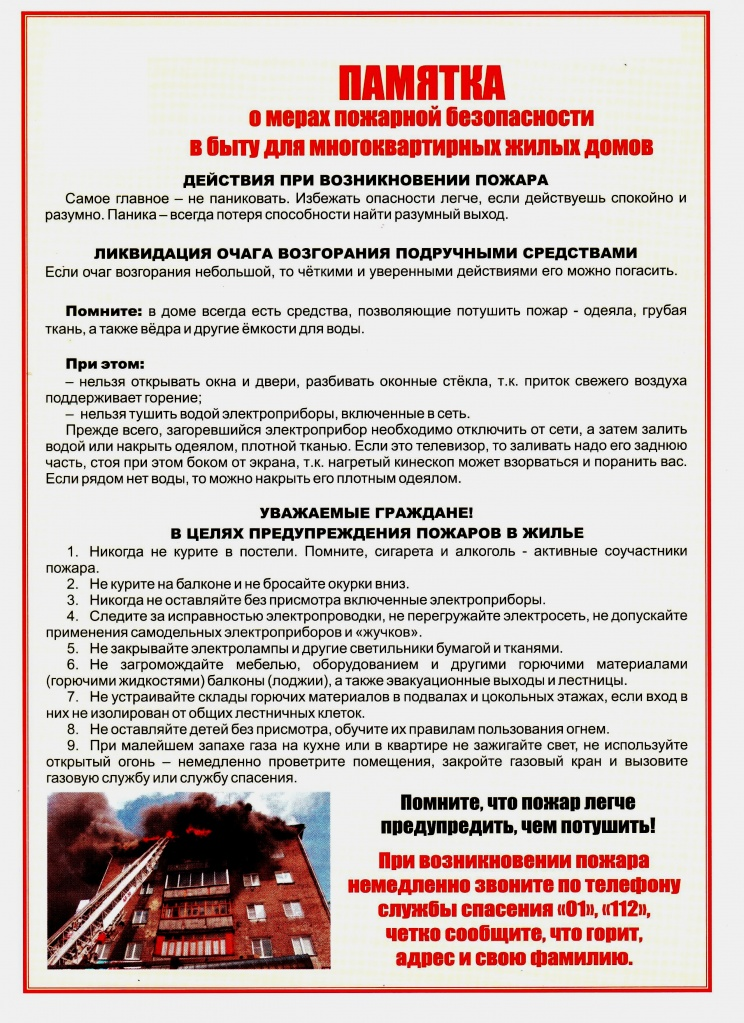 ПАМЯТКА
о мерах пожарной безопасности
в быту для многоквартирных жилых домов
ДЕЙСТВИЯ ПРИ ВОЗНИКНОВЕНИИ ПОЖАРА
Самое главное – не паниковать. Избежать опасности легче, если действуешь спокойно и
разумно. Паника – всегда потеря способности найти разумный выход.
ЛИКВИДАЦИЯ ОЧАГА ВОЗГОРАНИЯ ПОДРУЧНЫМИ СРЕДСТВАМИ
Если очаг возгорания небольшой, то чёткими и уверенными действиями его можно погасить.
Помните: в доме всегда есть средства, позволяющие потушить пожар - одеяла, грубая
ткань, а также вёдра и другие ёмкости для воды.
При этом:
– нельзя открывать окна и двери, разбивать оконные стёкла, т.к. приток свежего воздуха
поддерживает горение;
– нельзя тушить водой электроприборы, включенные в сеть.
Прежде всего, загоревшийся электроприбор необходимо отключить от сети, а затем залить
водой или накрыть одеялом, плотной тканью. Если это телевизор, то заливать надо его заднюю
часть, стоя при этом боком от экрана, т.к. нагретый кинескоп может взорваться и поранить вас.
Если рядом нет воды, то можно накрыть его плотным одеялом.
УВАЖАЕМЫЕ ГРАЖДАНЕ!
В ЦЕЛЯХ ПРЕДУПРЕЖДЕНИЯ ПОЖАРОВ В ЖИЛЬЕ
1. Никогда не курите в постели. Помните, сигарета и алкоголь - активные соучастники
пожара.
2. Не курите на балконе и не бросайте окурки вниз.
3. Никогда не оставляйте без присмотра включенные электроприборы.
4. Следите за исправностью электропроводки, не перегружайте электросеть, не допускайте
применения самодельных электроприборов и «жучков».
5. Не закрывайте электролампы и другие светильники бумагой и тканями.
6. Не загромождайте мебелью, оборудованием и другими горючими материалами
(горючими жидкостями) балконы (лоджии), а также эвакуационные выходы и лестницы.
7. Не устраивайте склады горючих материалов в подвалах и цокольных этажах, если вход в
них не изолирован от общих лестничных клеток.
8. Не оставляйте детей без присмотра, обучите их правилам пользования огнем.
9. При малейшем запахе газа на кухне или в квартире не зажигайте свет, не используйте
открытый огонь – немедленно проветрите помещения, закройте газовый кран и вызовите
газовую службу или службу спасения.
Помните, что пожар легче
предупредить, чем потушить!
При возникновении пожара
немедленно звоните по телефону
службы спасения «01», «112»,
четко сообщите, что горит,
адрес и свою фамилию.